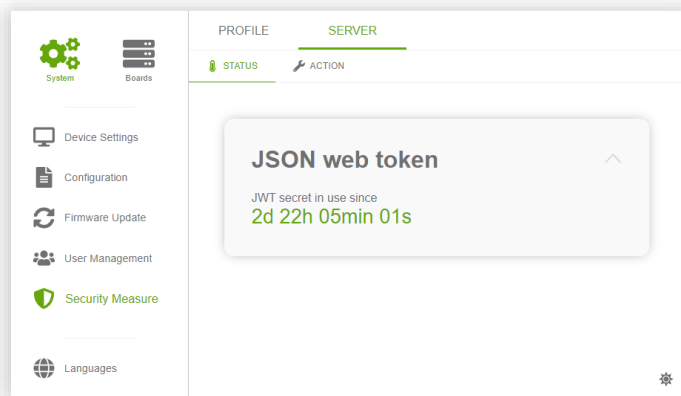 System
Boards
Device Settings
Configuration
Firmware Update
User Management
Security Measure
Languages
PROFILE
SERVER
STATUS
ACTION
JSON web token
JWT secret in use since
2d 22h 05min 01s